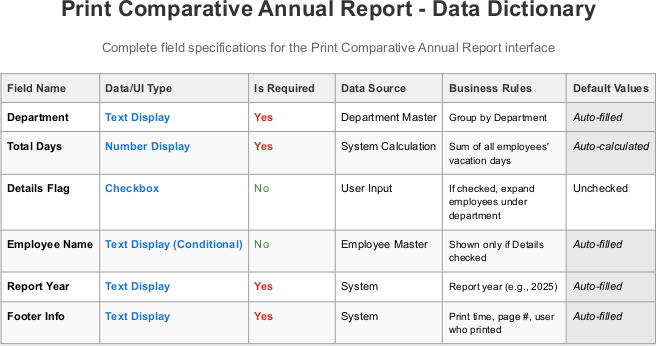 Print Comparative Annual Report - Data Dictionary
Complete field specifications for the Print Comparative Annual Report interface
Field Name Data/UI Type Is Required Data Source Business Rules Default Values
Department Text Display Yes Department Master Group by Department Auto-filled
Total Days Number Display Yes System Calculation Sum of all employees' Auto-calculated
vacation days
Details Flag Checkbox No User Input If checked, expand Unchecked
employees under
department
Employee Name Text Display (Conditional) No Employee Master Shown only if Details Auto-filled
checked
Report Year Text Display Yes System Report year (e.g., 2025) Auto-filled
Footer Info Text Display Yes System Print time, page #, user Auto-filled
who printed